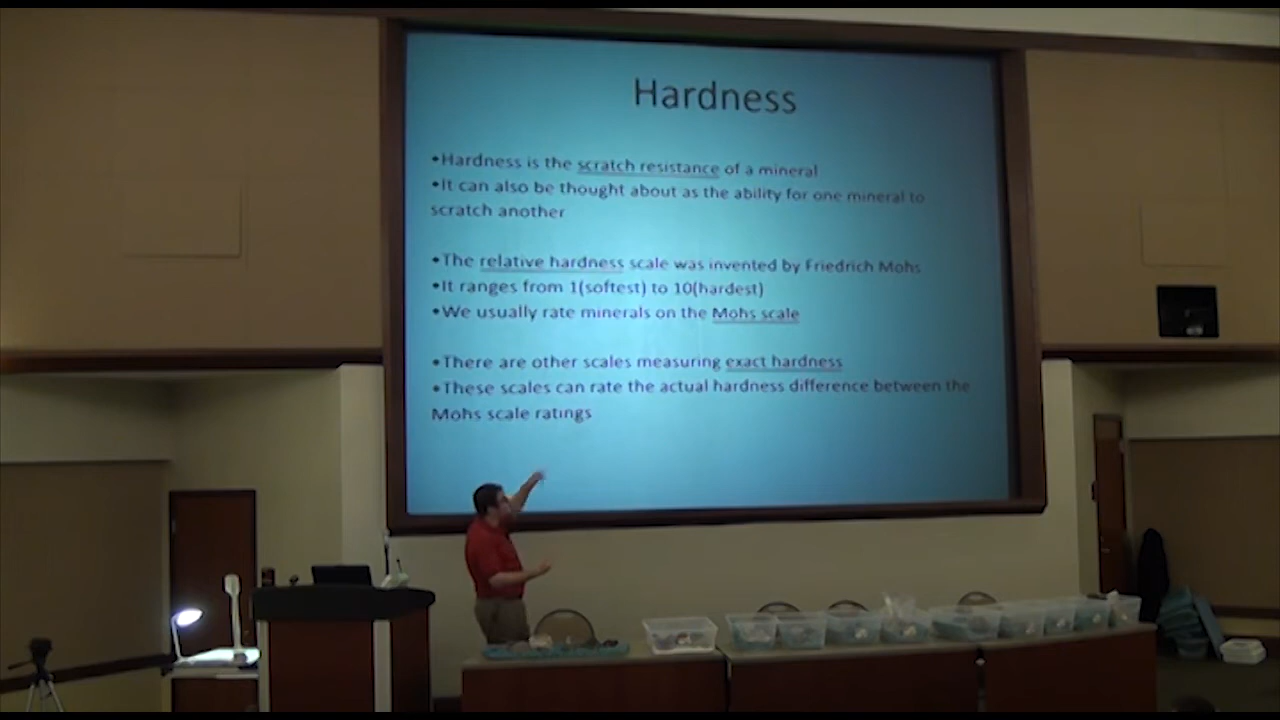 Hardness
•Hardness is the scratch resistance of a mineral
•It can also be thought about as the ability for one mineral to
scratch another
•The relative hardness scale was invented by Friedrich Mohs
•It ranges from 1(softest) to 10(hardest)
•We usually rate minerals on the Mohs scale
•There are other scales measuring exact hardness
•These scales can rate the actual hardness difference between the
Mohs scale ratings